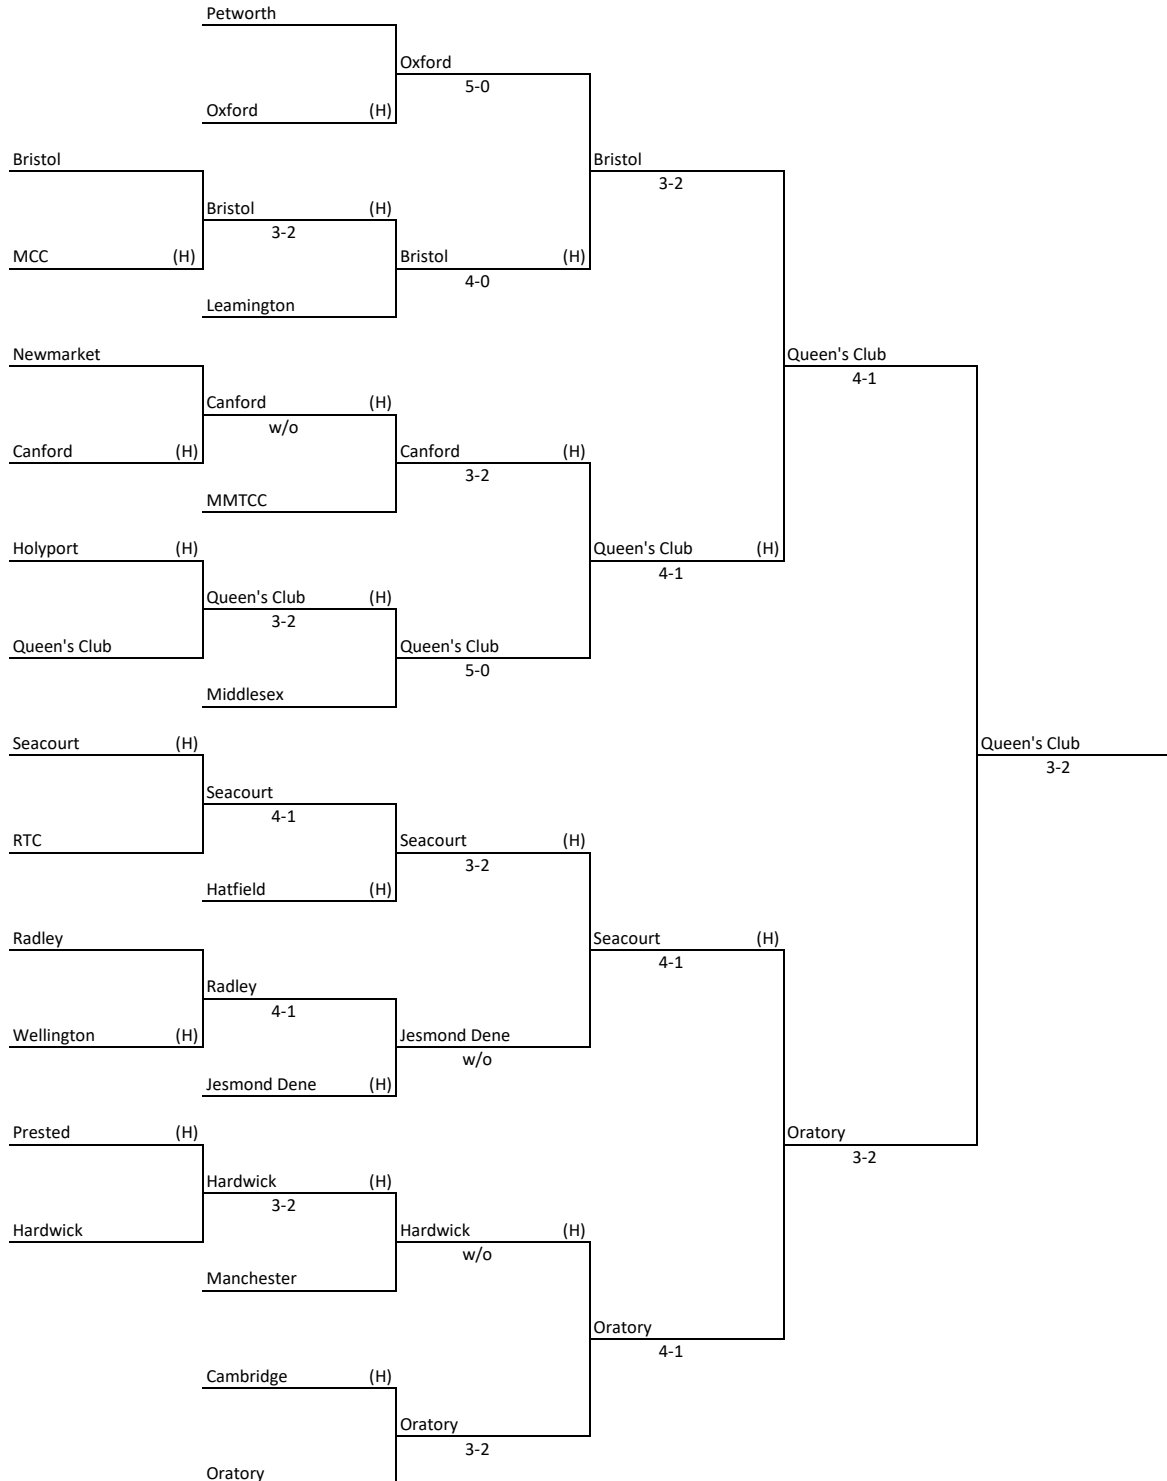 Petworth
Oxford
5-0
Oxford (H)
Bristol
Bristol
3-2
Bristol (H)
3-2
MCC (H)
Bristol (H)
4-0
Leamington
Newmarket
Queen's Club
4-1
Canford (H)
w/o
Canford (H)
Canford (H)
3-2
MMTCC
Holyport (H)
Queen's Club (H)
4-1
Queen's Club (H)
3-2
Queen's Club
Queen's Club
5-0
Middlesex
Seacourt (H)
Queen's Club
3-2
Seacourt
4-1
RTC
Seacourt (H)
3-2
Hatfield (H)
Radley
Seacourt (H)
4-1
Radley
4-1
Wellington (H)
Jesmond Dene
w/o
Jesmond Dene (H)
Prested (H)
Oratory
3-2
Hardwick (H)
3-2
Hardwick
Hardwick (H)
w/o
Manchester
Oratory
4-1
Cambridge (H)
Oratory
3-2
Oratory